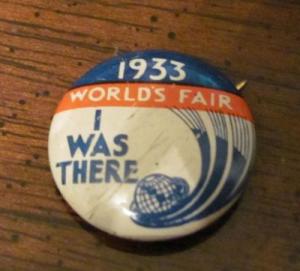 1933
WORLD'S FAIR
I
WAS
THERE